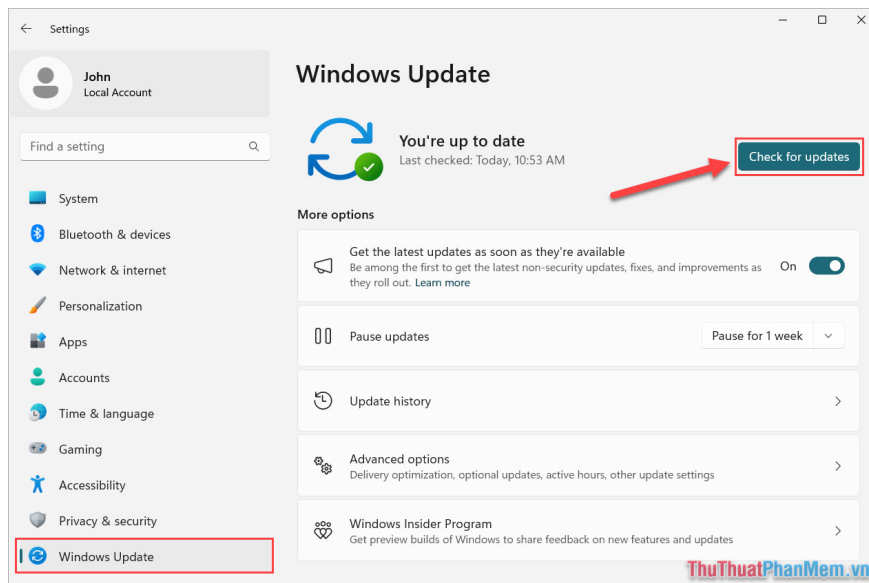 Settings
John
Local Account
Find a setting
System
Bluetooth & devices
Network & internet
Personalization
Apps
Accounts
Time & language
Gaming
Accessibility
Privacy & security
Windows Update
Windows Update
You're up to date
Last checked: Today, 10:53 AM
Check for updates
More options
Get the latest updates as soon as they're available
Be among the first to get the latest non-security updates, fixes, and improvements as
they roll out. Learn more
On
Pause updates
Pause for 1 week
Update history
Advanced options
Delivery optimization, optional updates, active hours, other update settings
Windows Insider Program
Get preview builds of Windows to share feedback on new features and updates
ThuThuatPhanMem.vn